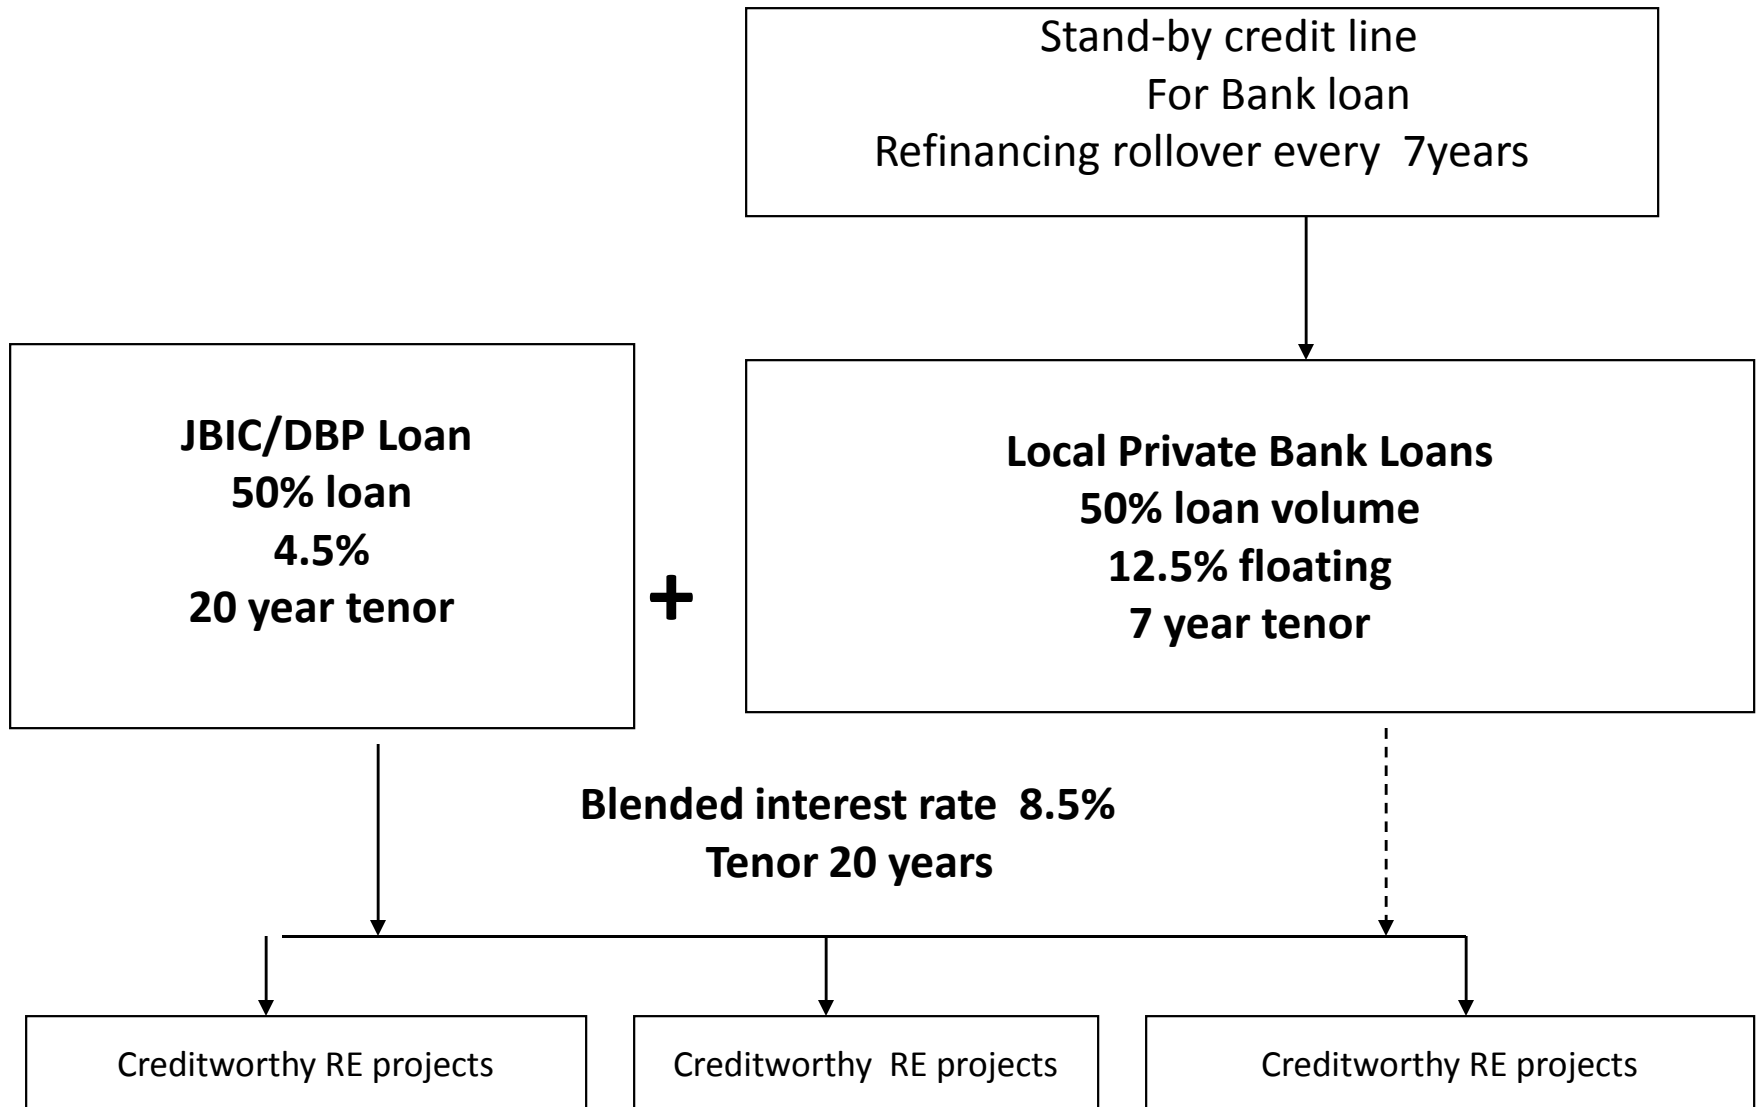 Stand-by credit line
For Bank loan
Refinancing rollover every 7years
JBIC/DBP Loan
50% loan
4.5%
20 year tenor
+
Local Private Bank Loans
50% loan volume
12.5% floating
7 year tenor
Blended interest rate 8.5%
Tenor 20 years
Creditworthy RE projects
Creditworthy RE projects
Creditworthy RE projects